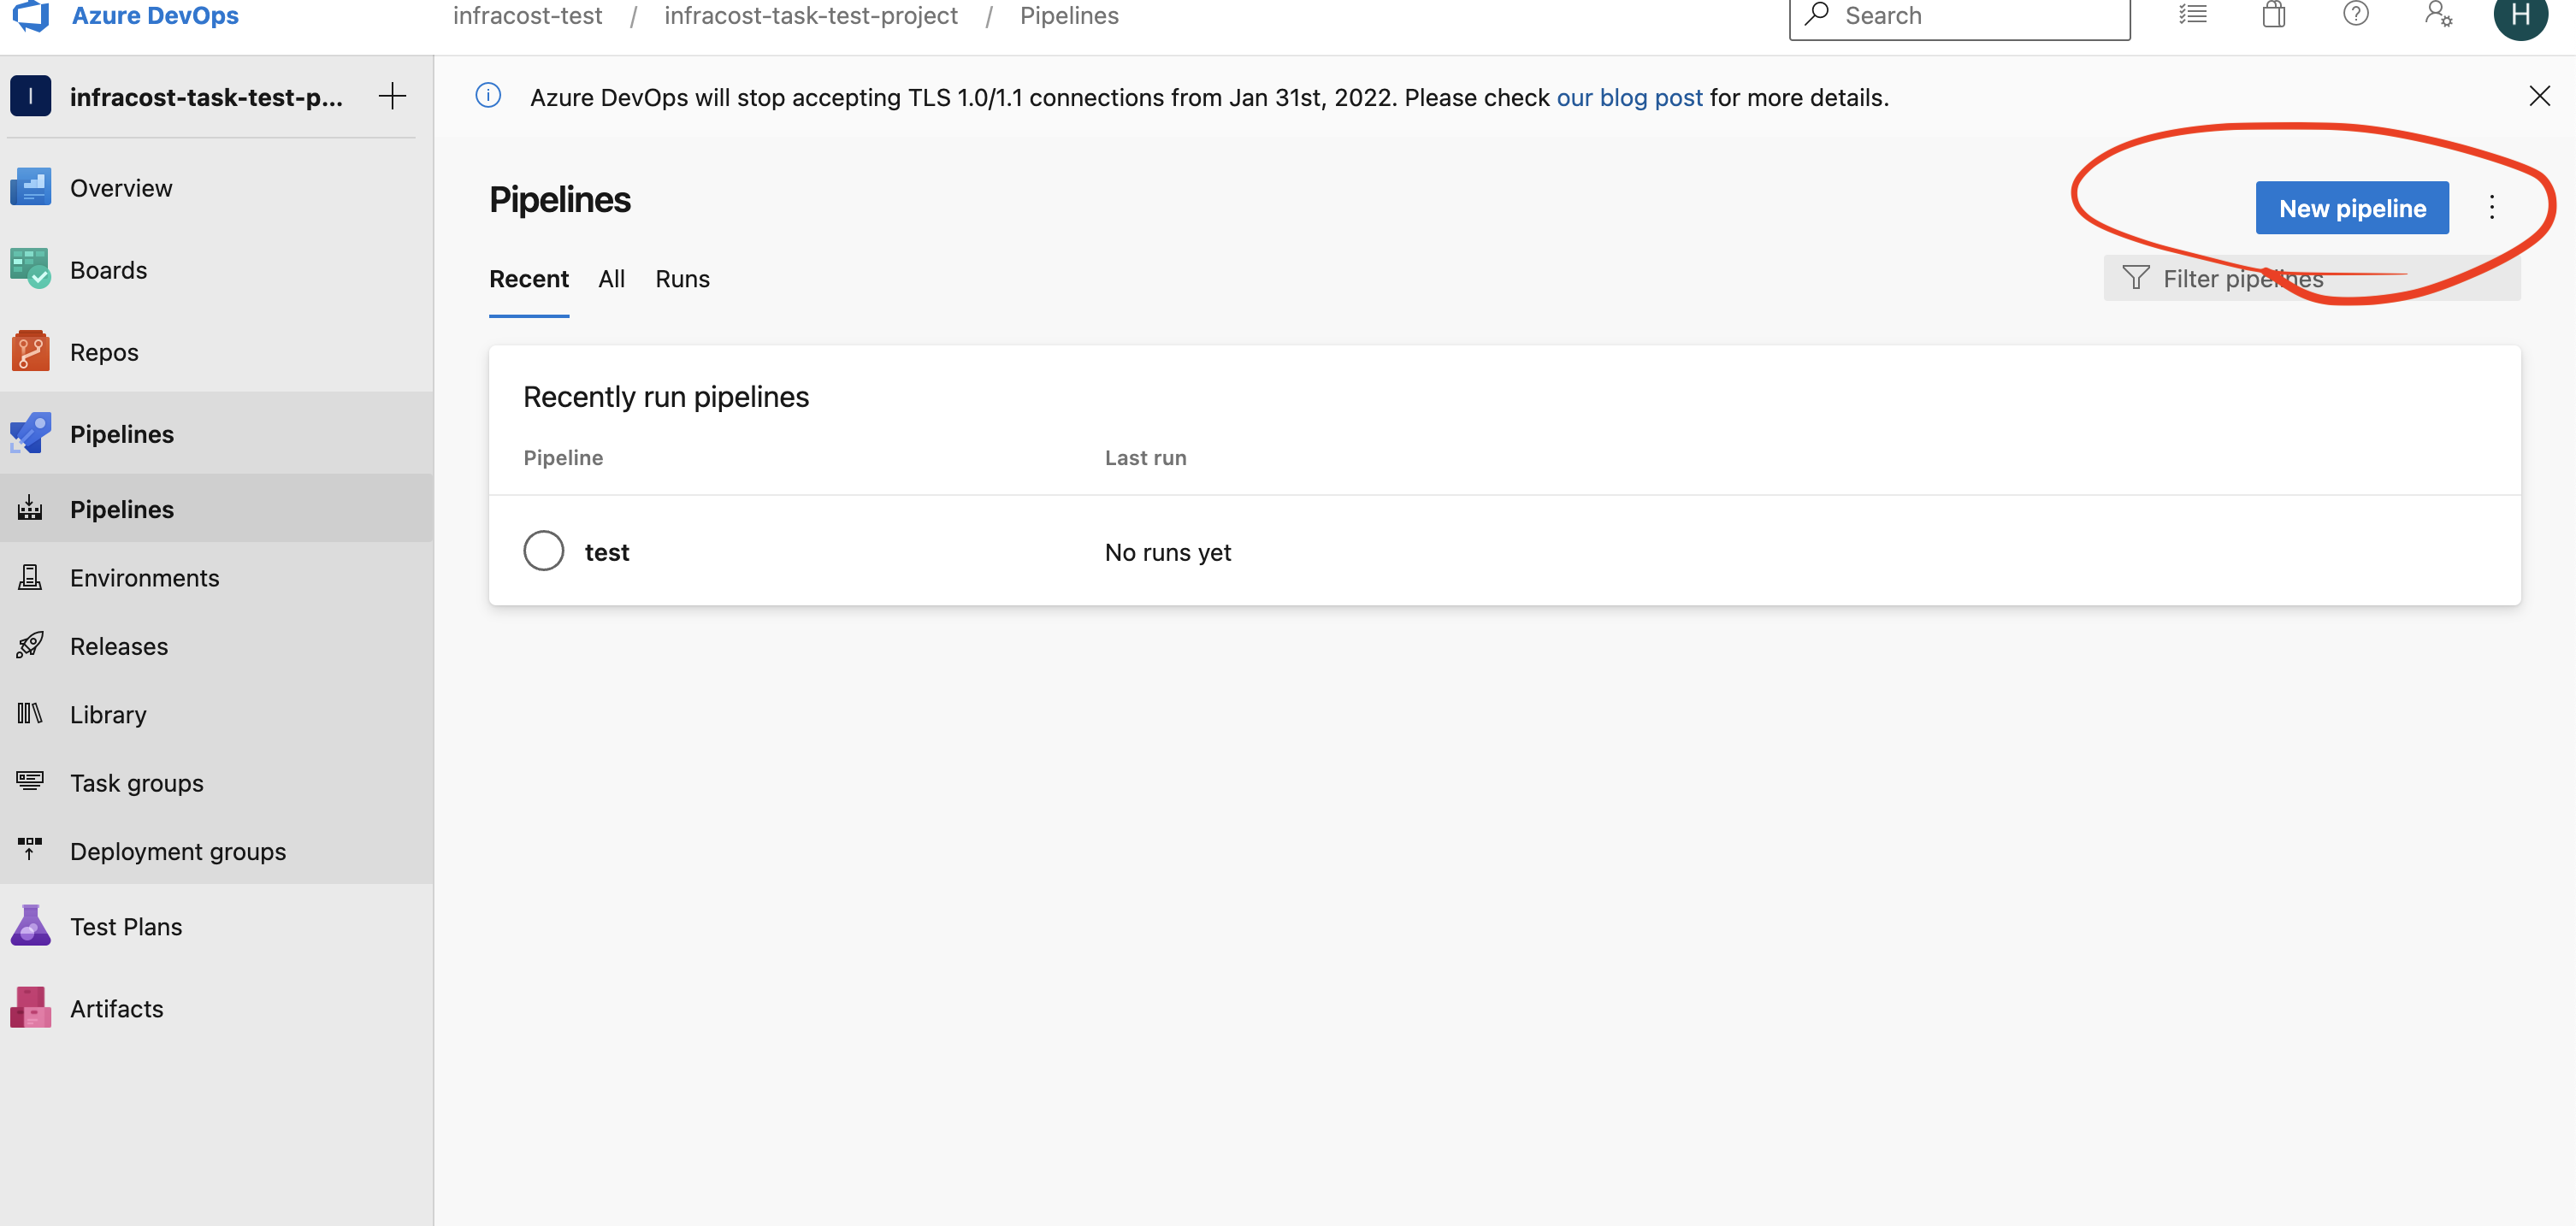 Azure DevOps
infracost-test / infracost-task-test-project / Pipelines
Search
H
I
infracost-task-test-p...
Azure DevOps will stop accepting TLS 1.0/1.1 connections from Jan 31st, 2022. Please check our blog post for more details.
Overview
Boards
Repos
Pipelines
Pipelines
Environments
Releases
Library
Task groups
Deployment groups
Test Plans
Artifacts
Pipelines
New pipeline
Recent All Runs
Filter pipelines
Recently run pipelines
Pipeline Last run
test No runs yet